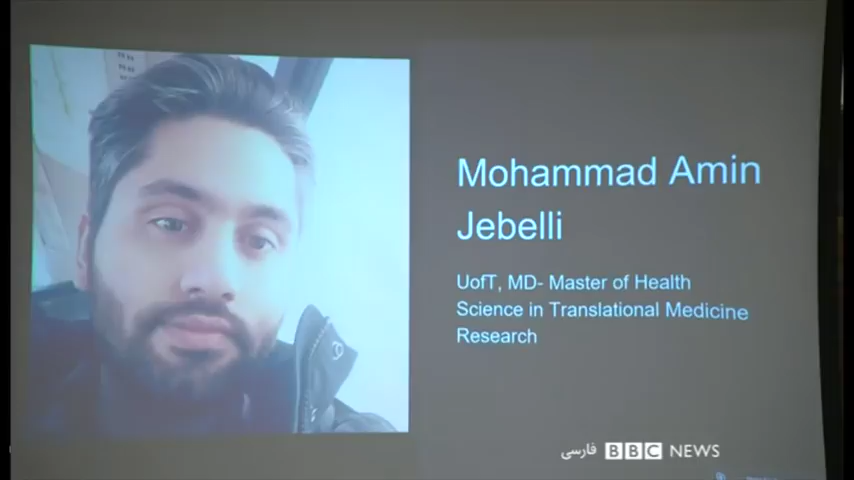 Mohammad Amin
Jebelli
UofT, MD- Master of Health
Science in Translational Medicine
Research
فارسی BBC NEWS